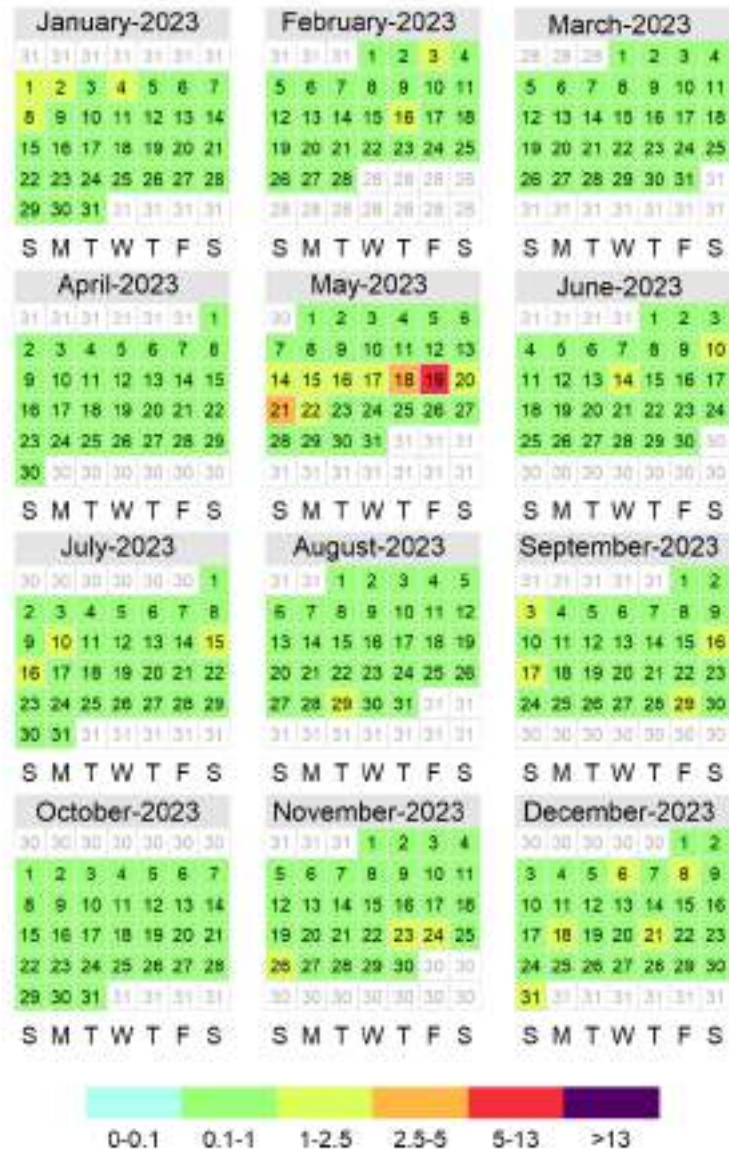 January-2023
31 31 31 31 31 31 31
1 2 3 4 5 6 7
8 9 10 11 12 13 14
15 16 17 18 19 20 21
22 23 24 25 26 27 28
29 30 31 31 31 31 31
S M T W T F S
February-2023
31 31 31 1 2 3 4
5 6 7 8 9 10 11
12 13 14 15 16 17 18
19 20 21 22 23 24 25
26 27 28 28 28 28 28
28 28 28 28 28 28 28
S M T W T F S
March-2023
28 28 28 1 2 3 4
5 6 7 8 9 10 11
12 13 14 15 16 17 18
19 20 21 22 23 24 25
26 27 28 29 30 31 31
31 31 31 31 31 31 31
S M T W T F S
April-2023
31 31 31 31 31 31 1
2 3 4 5 6 7 8
9 10 11 12 13 14 15
16 17 18 19 20 21 22
23 24 25 26 27 28 29
30 30 30 30 30 30 30
S M T W T F S
May-2023
30 1 2 3 4 5 6
7 8 9 10 11 12 13
14 15 16 17 18 19 20
21 22 23 24 25 26 27
28 29 30 31 31 31 31
31 31 31 31 31 31 31
S M T W T F S
June-2023
31 31 31 31 1 2 3
4 5 6 7 8 9 10
11 12 13 14 15 16 17
18 19 20 21 22 23 24
25 26 27 28 29 30 30
30 30 30 30 30 30 30
S M T W T F S
July-2023
30 30 30 30 30 30 1
2 3 4 5 6 7 8
9 10 11 12 13 14 15
16 17 18 19 20 21 22
23 24 25 26 27 28 29
30 31 31 31 31 31 31
S M T W T F S
August-2023
31 31 1 2 3 4 5
6 7 8 9 10 11 12
13 14 15 16 17 18 19
20 21 22 23 24 25 26
27 28 29 30 31 31 31
31 31 31 31 31 31 31
S M T W T F S
September-2023
31 31 31 31 31 1 2
3 4 5 6 7 8 9
10 11 12 13 14 15 16
17 18 19 20 21 22 23
24 25 26 27 28 29 30
30 30 30 30 30 30 30
S M T W T F S
October-2023
30 30 30 30 30 30 30
1 2 3 4 5 6 7
8 9 10 11 12 13 14
15 16 17 18 19 20 21
22 23 24 25 26 27 28
29 30 31 31 31 31 31
S M T W T F S
November-2023
31 31 31 1 2 3 4
5 6 7 8 9 10 11
12 13 14 15 16 17 18
19 20 21 22 23 24 25
26 27 28 29 30 30 30
30 30 30 30 30 30 30
S M T W T F S
December-2023
30 30 30 30 30 1 2
3 4 5 6 7 8 9
10 11 12 13 14 15 16
17 18 19 20 21 22 23
24 25 26 27 28 29 30
31 31 31 31 31 31 31
S M T W T F S
0-0.1 0.1-1 1-2.5 2.5-5 5-13 >13